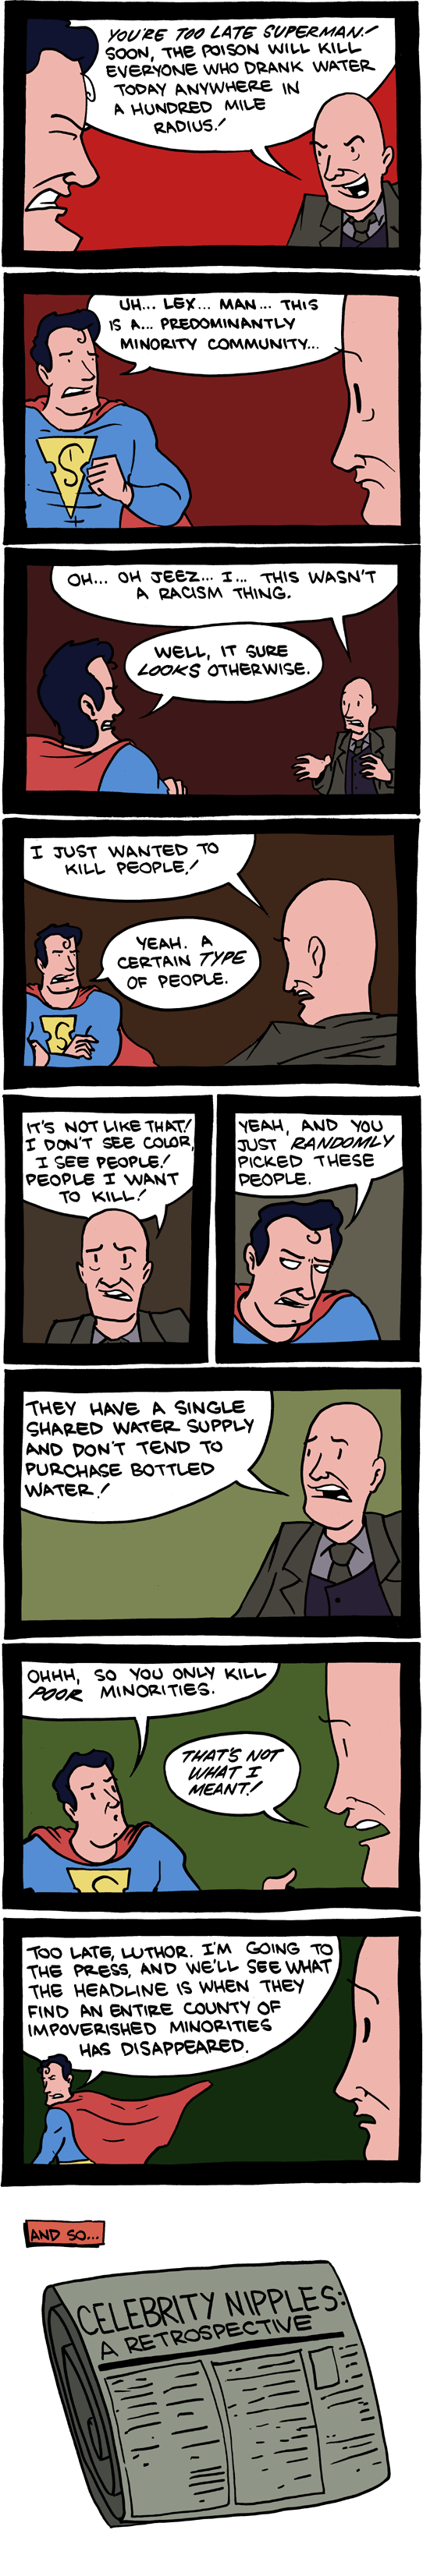 YOU'RE TOO LATE SUPERMAN!
SOON, THE POISON WILL KILL
EVERYONE WHO DRANK WATER
TODAY ANYWHERE IN
A HUNDRED MILE
RADIUS!
UH... LEX... MAN... THIS
IS A... PREDOMINANTLY
MINORITY COMMUNITY...
S
OH... OH JEEZ... I... THIS WASN'T
A RACISM THING.
WELL, IT SURE
LOOKS OTHERWISE.
I JUST WANTED TO
KILL PEOPLE!
YEAH. A
CERTAIN TYPE
OF PEOPLE.
S
IT'S NOT LIKE THAT!
I DON'T SEE COLOR,
I SEE PEOPLE!
PEOPLE I WANT
TO KILL!
YEAH, AND YOU
JUST RANDOMLY
PICKED THESE
PEOPLE.
THEY HAVE A SINGLE
SHARED WATER SUPPLY
AND DON'T TEND TO
PURCHASE BOTTLED
WATER!
OHHH, SO YOU ONLY KILL
POOR MINORITIES.
THAT'S NOT
WHAT I
MEANT!
S
TOO LATE, LUTHOR. I'M GOING TO
THE PRESS, AND WE'LL SEE WHAT
THE HEADLINE IS WHEN THEY
FIND AN ENTIRE COUNTY OF
IMPOVERISHED MINORITIES
HAS DISAPPEARED.
AND SO...
CELEBRITY NIPPLES:
A RETROSPECTIVE